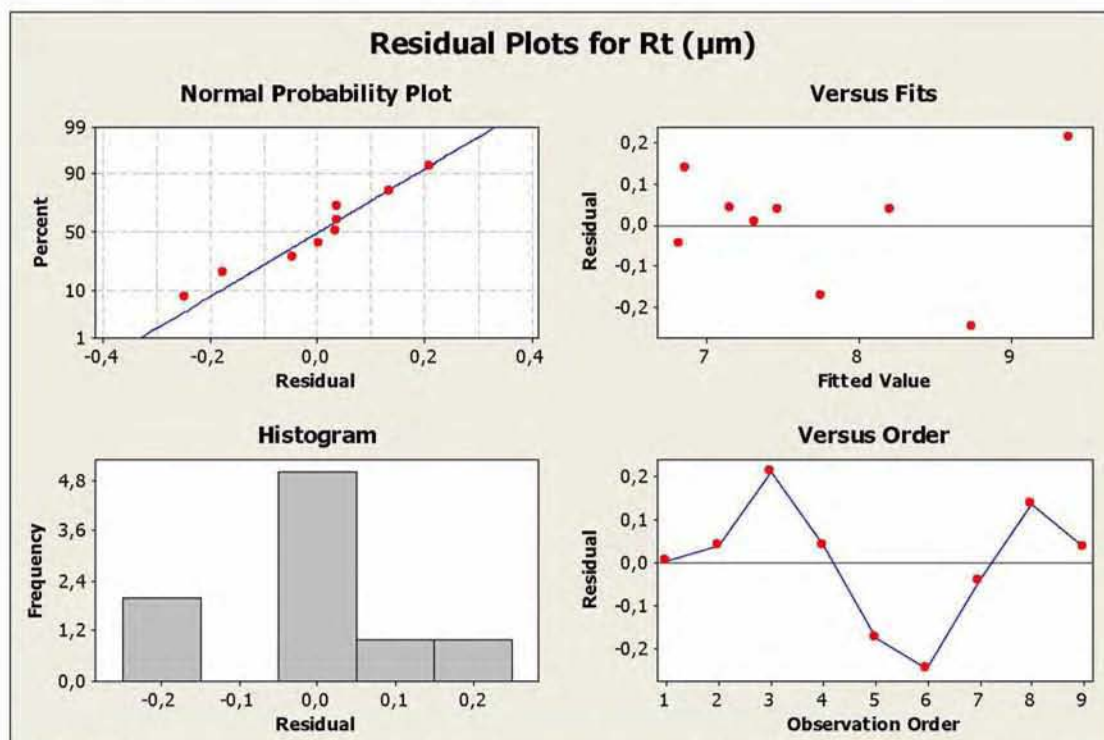 Residual Plots for Rt (µm)
Normal Probability Plot
99
90
50
10
1
Percent
-0,4 -0,2 0,0 0,2 0,4
Residual
Versus Fits
0,2
0,1
0,0
-0,1
-0,2
Residual
7 8 9
Fitted Value
Histogram
4,8
3,6
2,4
1,2
0,0
Frequency
-0,2 -0,1 0,0 0,1 0,2
Residual
Versus Order
0,2
0,1
0,0
-0,1
-0,2
Residual
1 2 3 4 5 6 7 8 9
Observation Order